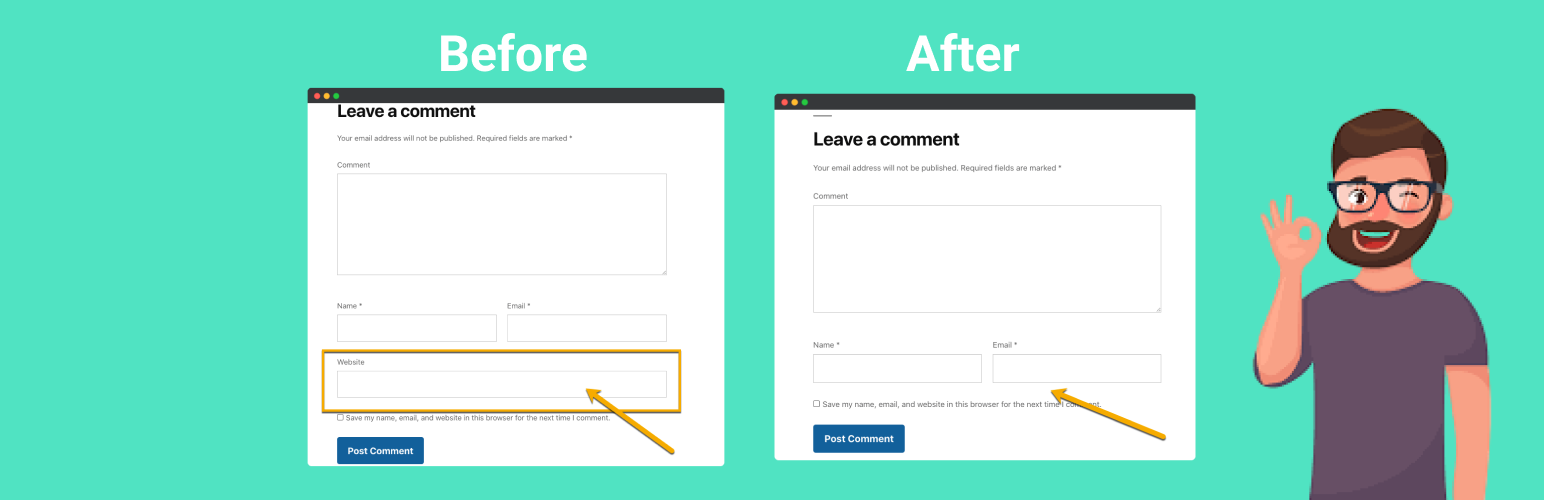 Before
Leave a comment
Your email address will not be published. Required fields are marked *
Comment
Name *
Email *
Website
Save my name, email, and website in this browser for the next time I comment.
Post Comment
After
Leave a comment
Your email address will not be published. Required fields are marked *
Comment
Name *
Email *
Save my name, email, and website in this browser for the next time I comment.
Post Comment